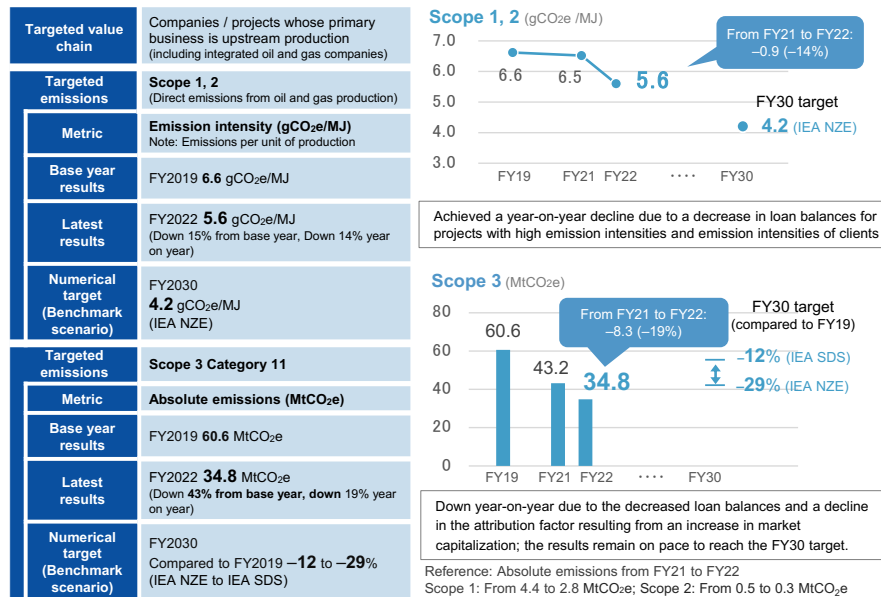 Targeted value
chain
Companies / projects whose primary
business is upstream production
(including integrated oil and gas companies)
Targeted
emissions
Scope 1, 2
(Direct emissions from oil and gas production)
Metric
Emission intensity (gCO2e/MJ)
Note: Emissions per unit of production
Base year
results
FY2019 6.6 gCO2e/MJ
Latest
results
FY2022 5.6 gCO2e/MJ
(Down 15% from base year, Down 14% year
on year)
Numerical
target
(Benchmark
scenario)
FY2030
4.2 gCO2e/MJ
(IEA NZE)
Targeted
emissions
Scope 3 Category 11
Metric
Absolute emissions (MtCO2e)
Base year
results
FY2019 60.6 MtCO2e
Latest
results
FY2022 34.8 MtCO2e
(Down 43% from base year, down 19% year
on year)
Numerical
target
(Benchmark
scenario)
FY2030
Compared to FY2019 –12 to –29%
(IEA NZE to IEA SDS)
Scope 1, 2 (gCO2e /MJ)
7.0
6.0
5.0
4.0
3.0
6.6
6.5
5.6
From FY21 to FY22:
–0.9 (–14%)
FY30 target
4.2 (IEA NZE)
FY19 FY21 FY22 ···· FY30
Achieved a year-on-year decline due to a decrease in loan balances for
projects with high emission intensities and emission intensities of clients
Scope 3 (MtCO2e)
80
60
40
20
0
60.6
43.2
34.8
From FY21 to FY22:
–8.3 (–19%)
FY30 target
(compared to FY19)
–12% (IEA SDS)
–29% (IEA NZE)
FY19 FY21 FY22 ···· FY30
Down year-on-year due to the decreased loan balances and a decline
in the attribution factor resulting from an increase in market
capitalization; the results remain on pace to reach the FY30 target.
Reference: Absolute emissions from FY21 to FY22
Scope 1: From 4.4 to 2.8 MtCO2e; Scope 2: From 0.5 to 0.3 MtCO2e